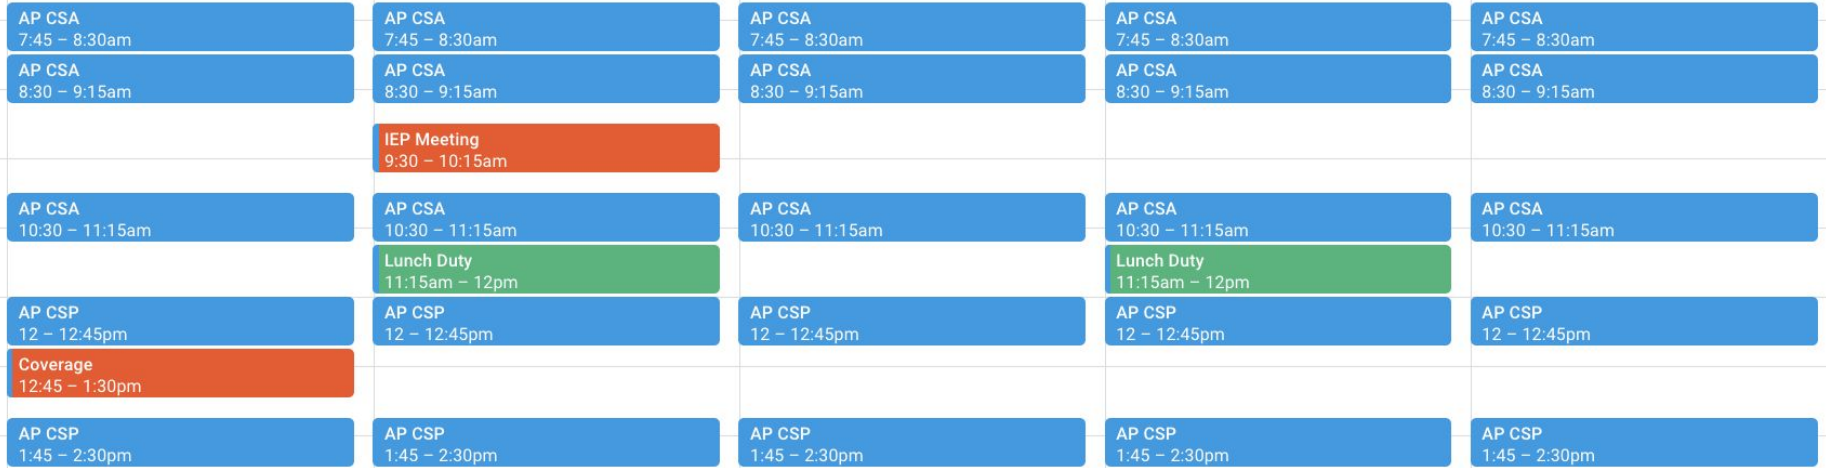 AP CSA
7:45 – 8:30am
AP CSA
8:30 – 9:15am
AP CSA
10:30 – 11:15am
AP CSP
12 – 12:45pm
Coverage
12:45 – 1:30pm
AP CSP
1:45 – 2:30pm
AP CSA
7:45 – 8:30am
AP CSA
8:30 – 9:15am
IEP Meeting
9:30 – 10:15am
AP CSA
10:30 – 11:15am
Lunch Duty
11:15am – 12pm
AP CSP
12 – 12:45pm
AP CSP
1:45 – 2:30pm
AP CSA
7:45 – 8:30am
AP CSA
8:30 – 9:15am
AP CSA
10:30 – 11:15am
AP CSP
12 – 12:45pm
AP CSP
1:45 – 2:30pm
AP CSA
7:45 – 8:30am
AP CSA
8:30 – 9:15am
AP CSA
10:30 – 11:15am
Lunch Duty
11:15am – 12pm
AP CSP
12 – 12:45pm
AP CSP
1:45 – 2:30pm
AP CSA
7:45 – 8:30am
AP CSA
8:30 – 9:15am
AP CSA
10:30 – 11:15am
AP CSP
12 – 12:45pm
AP CSP
1:45 – 2:30pm